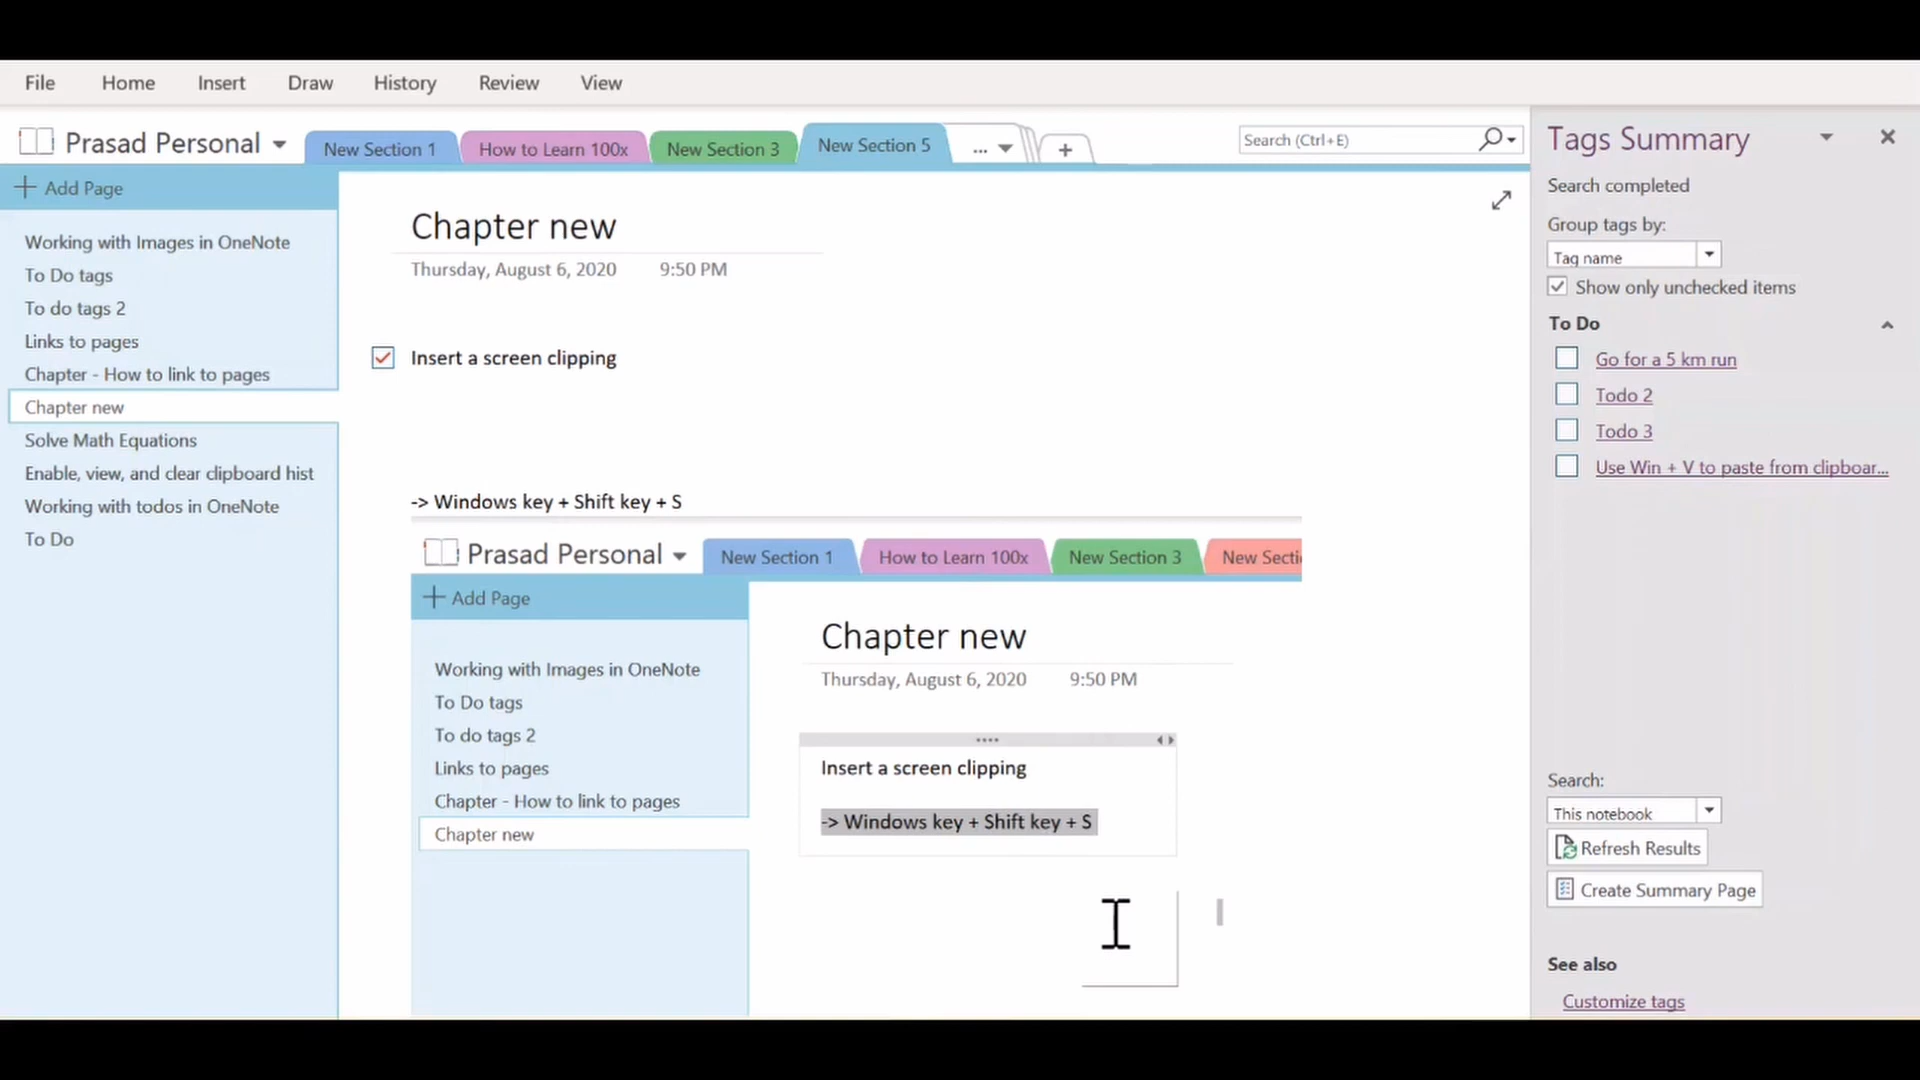 File Home Insert Draw History Review View
Prasad Personal New Section 1 How to Learn 100x New Section 3 New Section 5 ... + Search (Ctrl+E)
+ Add Page
Working with Images in OneNote
To Do tags
To do tags 2
Links to pages
Chapter - How to link to pages
Chapter new
Solve Math Equations
Enable, view, and clear clipboard hist
Working with todos in OneNote
To Do
Chapter new
Thursday, August 6, 2020 9:50 PM
Insert a screen clipping
-> Windows key + Shift key + S
Prasad Personal New Section 1 How to Learn 100x New Section 3 New Secti
+ Add Page
Working with Images in OneNote
To Do tags
To do tags 2
Links to pages
Chapter - How to link to pages
Chapter new
Chapter new
Thursday, August 6, 2020 9:50 PM
Insert a screen clipping
-> Windows key + Shift key + S
Tags Summary
Search completed
Group tags by:
Tag name
Show only unchecked items
To Do
Go for a 5 km run
Todo 2
Todo 3
Use Win + V to paste from clipboar...
Search:
This notebook
Refresh Results
Create Summary Page
See also
Customize tags